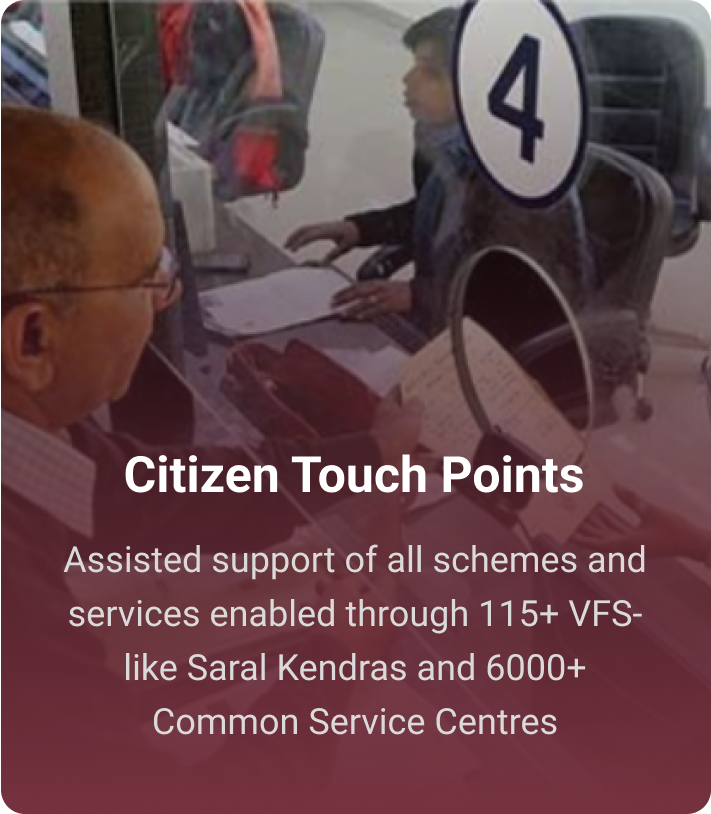 4
Citizen Touch Points
Assisted support of all schemes and
services enabled through 115+ VFS-
like Saral Kendras and 6000+
Common Service Centres